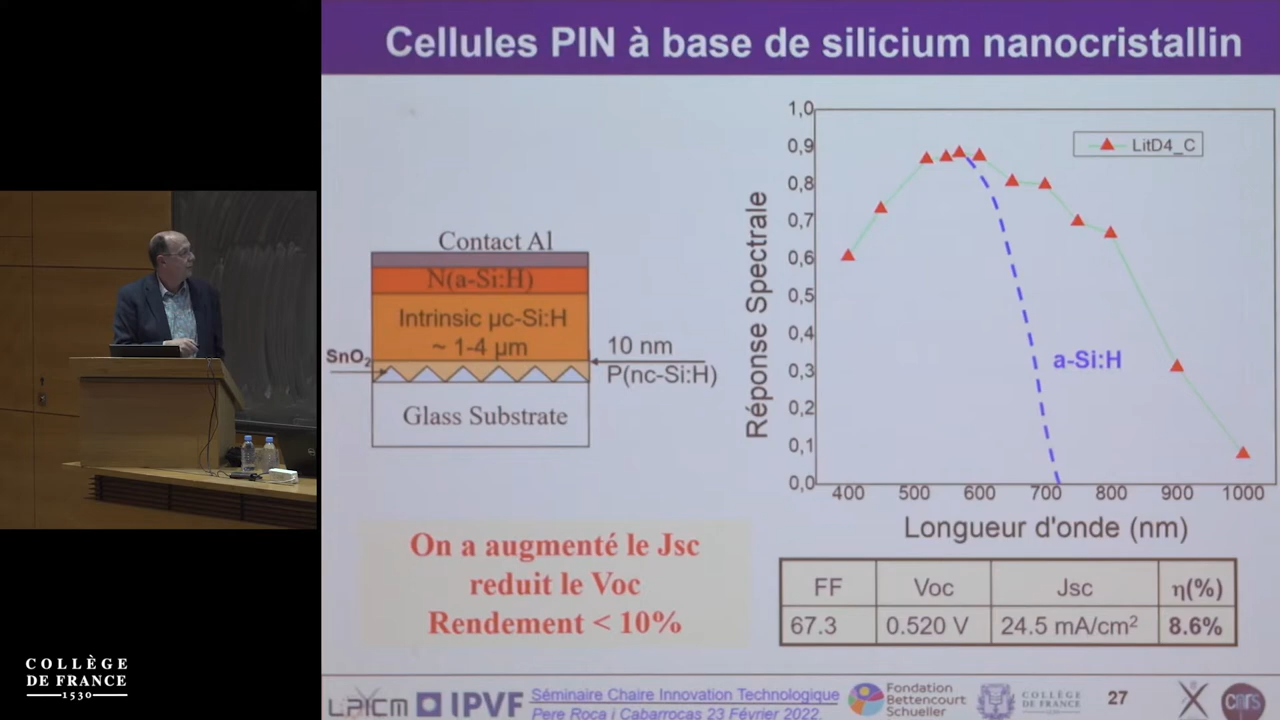 Cellules PIN à base de silicium nanocristallin
Contact Al
N(a-Si:H)
Intrinsic µc-Si:H
~ 1-4 µm
SnO₂
10 nm
P(nc-Si:H)
Glass Substrate
On a augmenté le Jsc
reduit le Voc
Rendement < 10%
Réponse Spectrale
1,0
0,9
0,8
0,7
0,6
0,5
0,4
0,3
0,2
0,1
0,0
LitD4_C
a-Si:H
400 500 600 700 800 900 1000
Longueur d'onde (nm)
FF Voc Jsc η(%)
67.3 0.520 V 24.5 mA/cm² 8.6%
COLLÈGE
DE FRANCE
1530
LPICM IPVF
Séminaire Chaire Innovation Technologique
Pere Roca i Cabarrocas 23 Février 2022
Fondation
Bettencourt
Schueller
COLLÈGE
DE FRANCE
27
cnrs